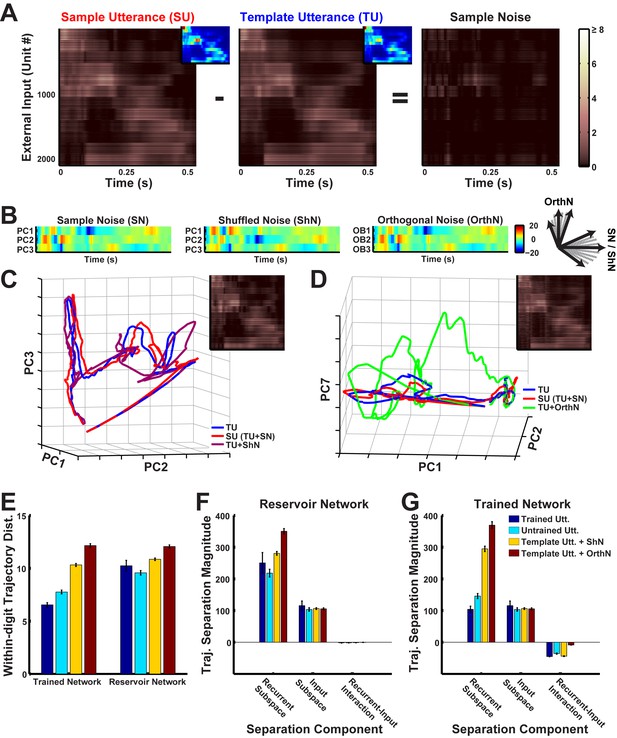 A
Sample Utterance (SU)
Template Utterance (TU)
Sample Noise
External Input (Unit #)
1000
2000
0 0.25 0.5
Time (s)
-
0 0.25 0.5
Time (s)
=
0 0.25 0.5
Time (s)
≥ 8
6
4
2
0
B
Sample Noise (SN)
PC1
PC2
PC3
Time (s)
Shuffled Noise (ShN)
PC1
PC2
PC3
Time (s)
Orthogonal Noise (OrthN)
OB1
OB2
OB3
Time (s)
20
0
−20
OrthN
SN / ShN
C
PC3
PC1
PC2
TU
SU (TU+SN)
TU+ShN
D
PC7
PC1
PC2
TU
SU (TU+SN)
TU+OrthN
E
Within-digit Trajectory Dist.
15
10
5
0
Trained Network
Reservoir Network
F
Reservoir Network
Traj. Separation Magnitude
400
300
200
100
0
Recurrent Subspace
Input Subspace
Recurrent-Input Interaction
Separation Component
G
Trained Network
Traj. Separation Magnitude
400
300
200
100
0
Trained Utt.
Untrained Utt.
Template Utt. + ShN
Template Utt. + OrthN
Recurrent Subspace
Input Subspace
Recurrent-Input Interaction
Separation Component